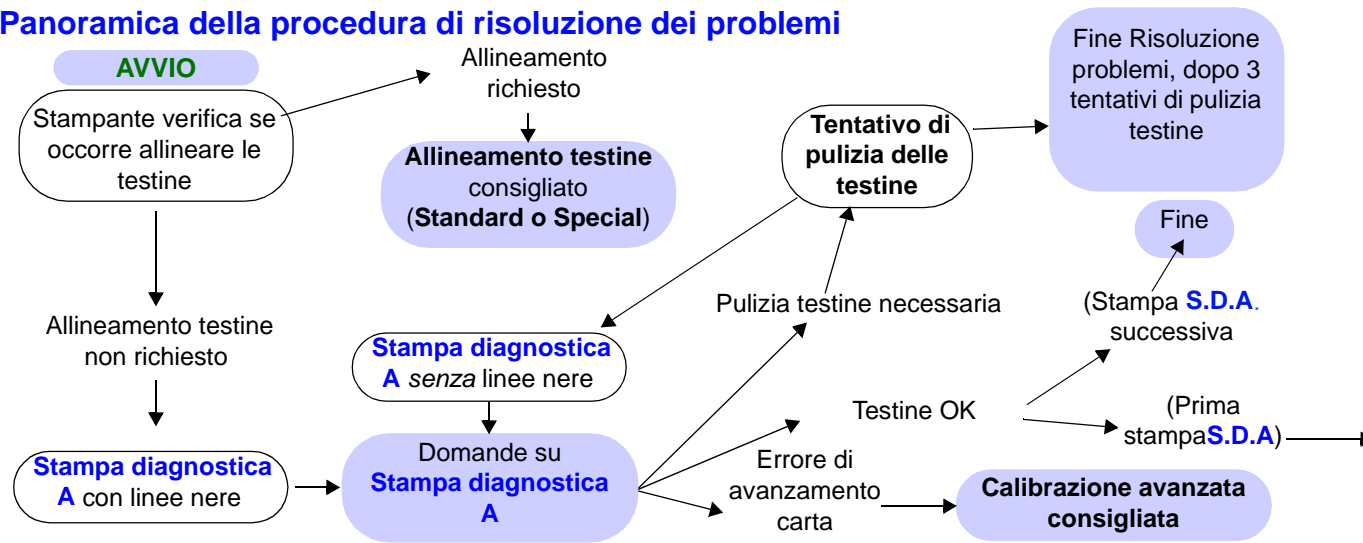 Panoramica della procedura di risoluzione dei problemi
AVVIO
Stampante verifica se
occorre allineare le
testine
Allineamento
richiesto
Allineamento testine
consigliato
(Standard o Special)
Tentativo di
pulizia delle
testine
Fine Risoluzione
problemi, dopo 3
tentativi di pulizia
testine
Fine
Allineamento testine
non richiesto
Pulizia testine necessaria
(Stampa S.D.A.
successiva
Stampa diagnostica
A senza linee nere
Testine OK
(Prima
stampaS.D.A)
Stampa diagnostica
A con linee nere
Domande su
Stampa diagnostica
A
Errore di
avanzamento
carta
Calibrazione avanzata
consigliata